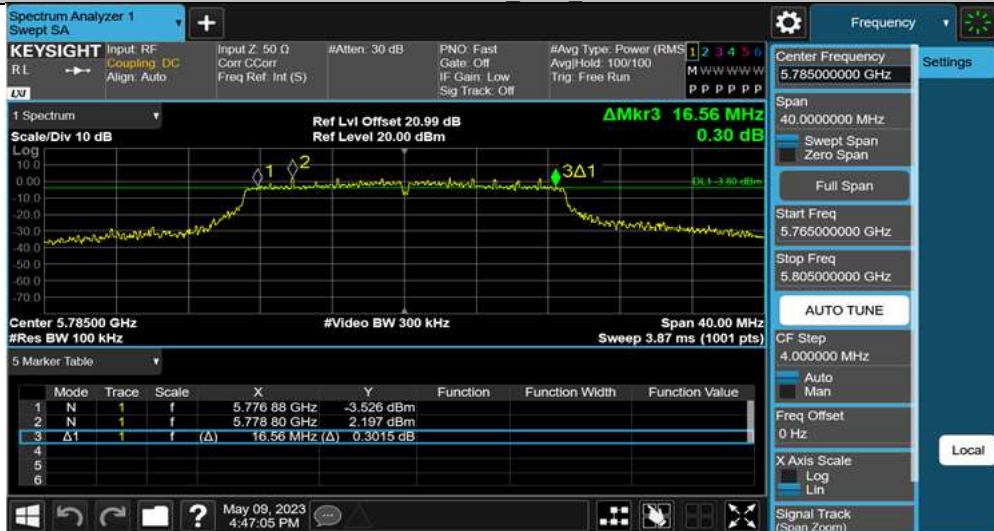 Spectrum Analyzer 1
Swept SA
Frequency
KEYSIGHT
RL
LXI
Input: RF
Coupling: DC
Align: Auto
Input Z: 50 Ω
Corr CCorr
Freq Ref: Int (S)
#Atten: 30 dB
PNO: Fast
Gate: Off
IF Gain: Low
Sig Track: Off
#Avg Type: Power (RMS
Avg|Hold: 100/100
Trig: Free Run
1 2 3 4 5 6
M W W W W W
P P P P P P
1 Spectrum
Scale/Div 10 dB
Ref Lvl Offset 20.99 dB
Ref Level 20.00 dBm
ΔMkr3 16.56 MHz
0.30 dB
Log
10.0
0.00
-10.0
-20.0
-30.0
-40.0
-50.0
-60.0
-70.0
1
2
3Δ1
DL1 -3.80 dBm
Center 5.78500 GHz
#Video BW 300 kHz
Span 40.00 MHz
#Res BW 100 kHz
Sweep 3.87 ms (1001 pts)
5 Marker Table
Mode Trace Scale X Y Function Function Width Function Value
1 N 1 f 5.776 88 GHz -3.526 dBm
2 N 1 f 5.778 80 GHz 2.197 dBm
3 Δ1 1 f (Δ) 16.56 MHz (Δ) 0.3015 dB
4
5
6
May 09, 2023
4:47:05 PM
Center Frequency
5.785000000 GHz
Span
40.0000000 MHz
Swept Span
Zero Span
Full Span
Start Freq
5.765000000 GHz
Stop Freq
5.805000000 GHz
AUTO TUNE
CF Step
4.000000 MHz
Auto
Man
Freq Offset
0 Hz
X Axis Scale
Log
Lin
Signal Track
(Span Zoom)
Settings
Local